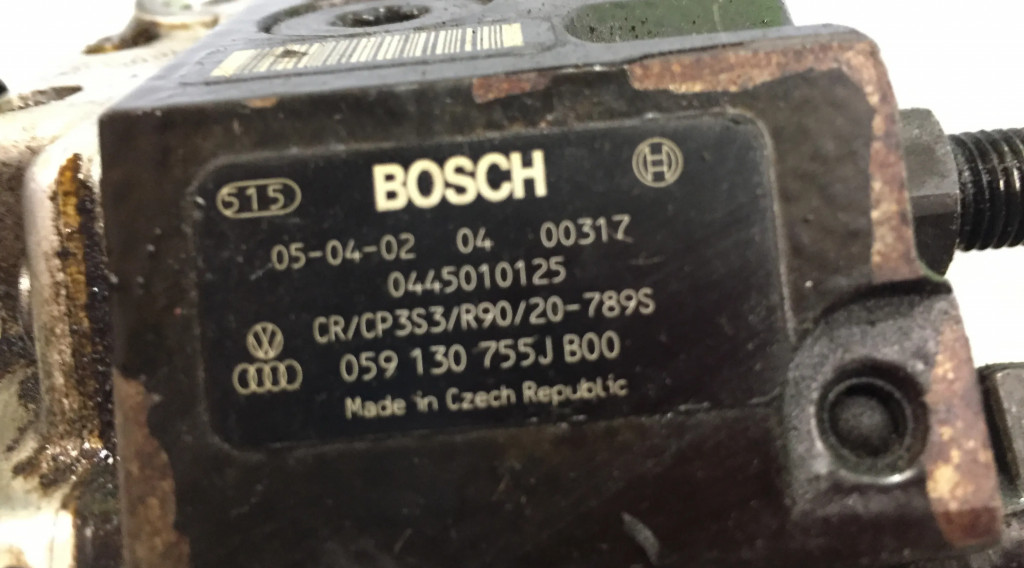 515 BOSCH
05-04-02 04 00317
0445010125
CR/CP3S3/R90/20-789S
059 130 755J B00
Made in Czech Republic